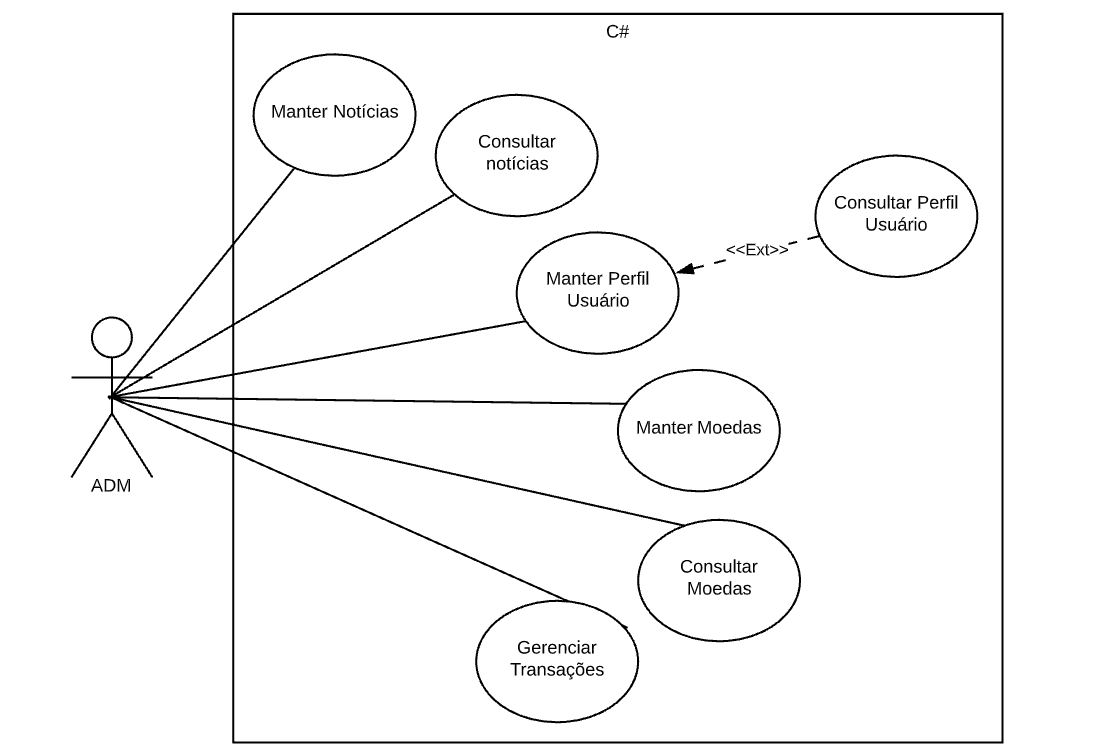 C#
Manter Notícias
Consultar
notícias
Consultar Perfil
Usuário
<<Ext>>
Manter Perfil
Usuário
Manter Moedas
ADM
Consultar
Moedas
Gerenciar
Transações